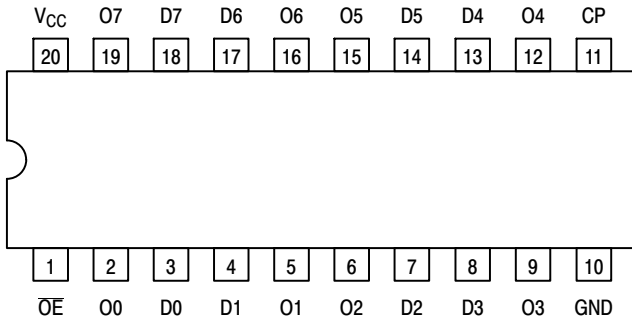 VCC O7 D7 D6 O6 O5 D5 D4 O4 CP
20 19 18 17 16 15 14 13 12 11
1 2 3 4 5 6 7 8 9 10
O̅E̅ O0 D0 D1 O1 O2 D2 D3 O3 GND